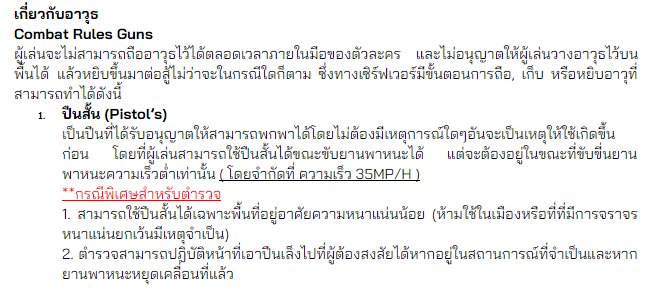 เกี่ยวกับอาวุธ
Combat Rules Guns
ผู้เล่นจะไม่สามารถถืออาวุธไว้ได้ตลอดเวลาภายในมือของตัวละคร และไม่อนุญาตให้ผู้เล่นวางอาวุธไว้บน
พื้นได้ แล้วหยิบขึ้นมาต่อสู้ไม่ว่าจะในกรณีใดก็ตาม ซึ่งทางเซิร์ฟเวอร์มีขั้นตอนการถือ, เก็บ หรือหยิบอาวุที่
สามารถทำได้ดังนี้
1. ปืนสั้น (Pistol's)
เป็นปืนที่ได้รับอนุญาตให้สามารถพกพาได้โดยไม่ต้องมีเหตุการณ์ใดๆอันจะเป็นเหตุให้ใช้เกิดขึ้น
ก่อน โดยที่ผู้เล่นสามารถใช้ปืนสั้นได้ขณะขับยานพาหนะได้ แต่จะต้องอยู่ในขณะที่ขับขี่ยาน
พาหนะความเร็วต่ำเท่านั้น ( โดยจำกัดที่ ความเร็ว 35MP/H )
**กรณีพิเศษสำหรับตำรวจ
1. สามารถใช้ปืนสั้นได้เฉพาะพื้นที่อยู่อาศัยความหนาแน่นน้อย (ห้ามใช้ในเมืองหรือที่ที่มีการจราจร
หนาแน่นยกเว้นมีเหตุจำเป็น)
2. ตำรวจสามารถปฏิบัติหน้าที่เอาปืนเล็งไปที่ผู้ต้องสงสัยได้หากอยู่ในสถานการณ์ที่จำเป็นและหาก
ยานพาหนะหยุดเคลื่อนที่แล้ว